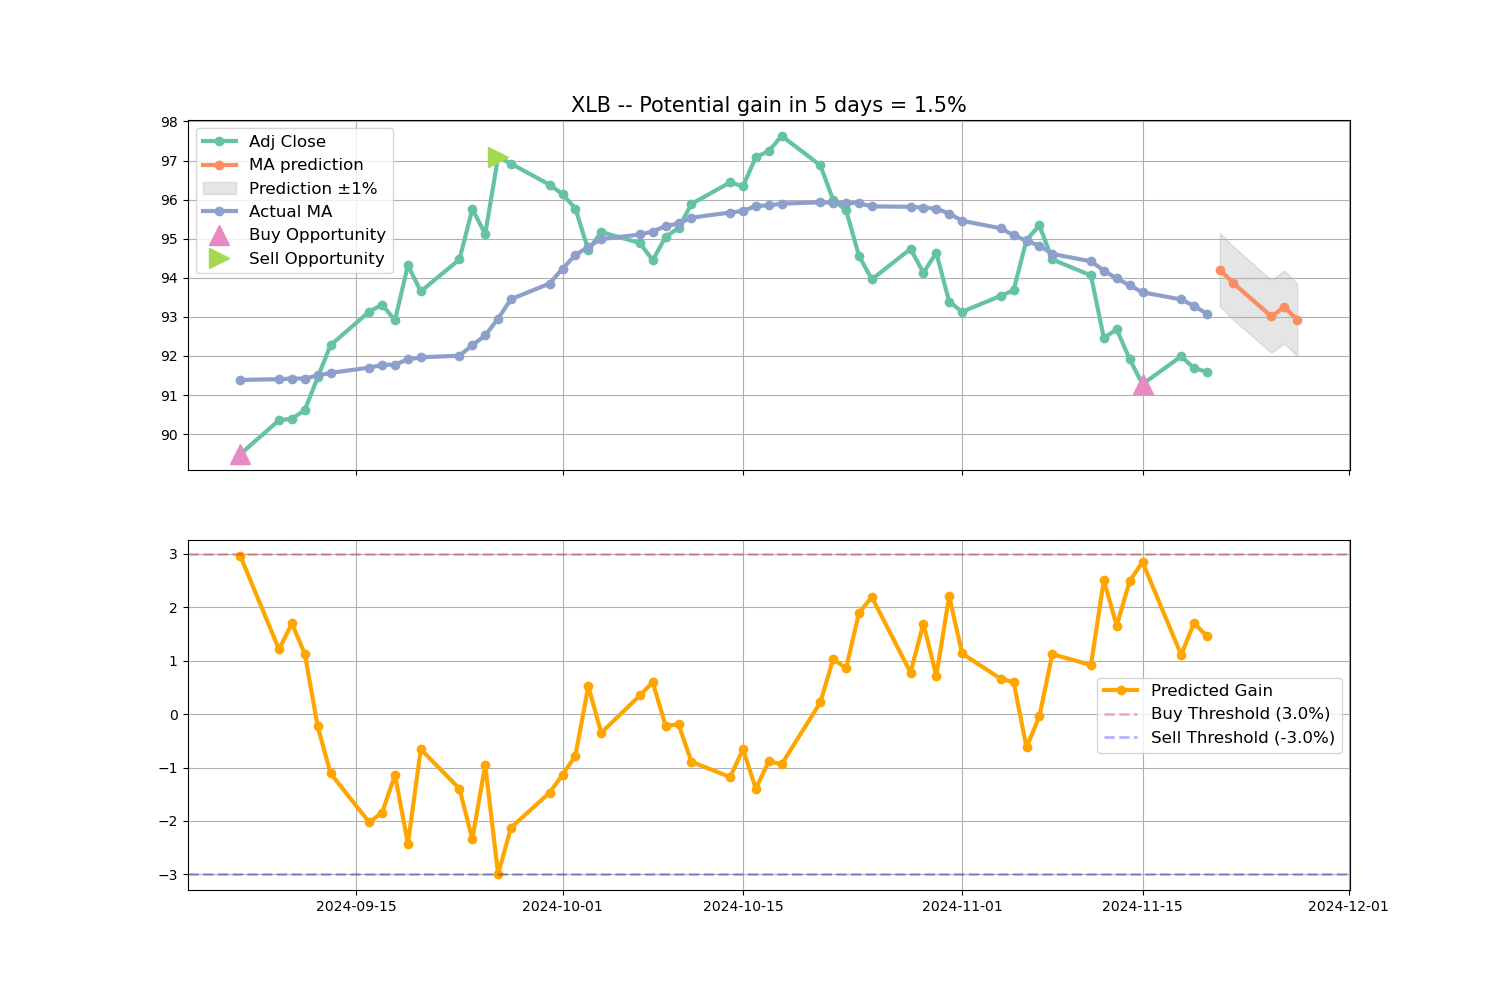 XLB -- Potential gain in 5 days = 1.5%
98
97
96
95
94
93
92
91
90
Adj Close
MA prediction
Prediction ±1%
Actual MA
Buy Opportunity
Sell Opportunity
3
2
1
0
−1
−2
−3
Predicted Gain
Buy Threshold (3.0%)
Sell Threshold (-3.0%)
2024-09-15
2024-10-01
2024-10-15
2024-11-01
2024-11-15
2024-12-01